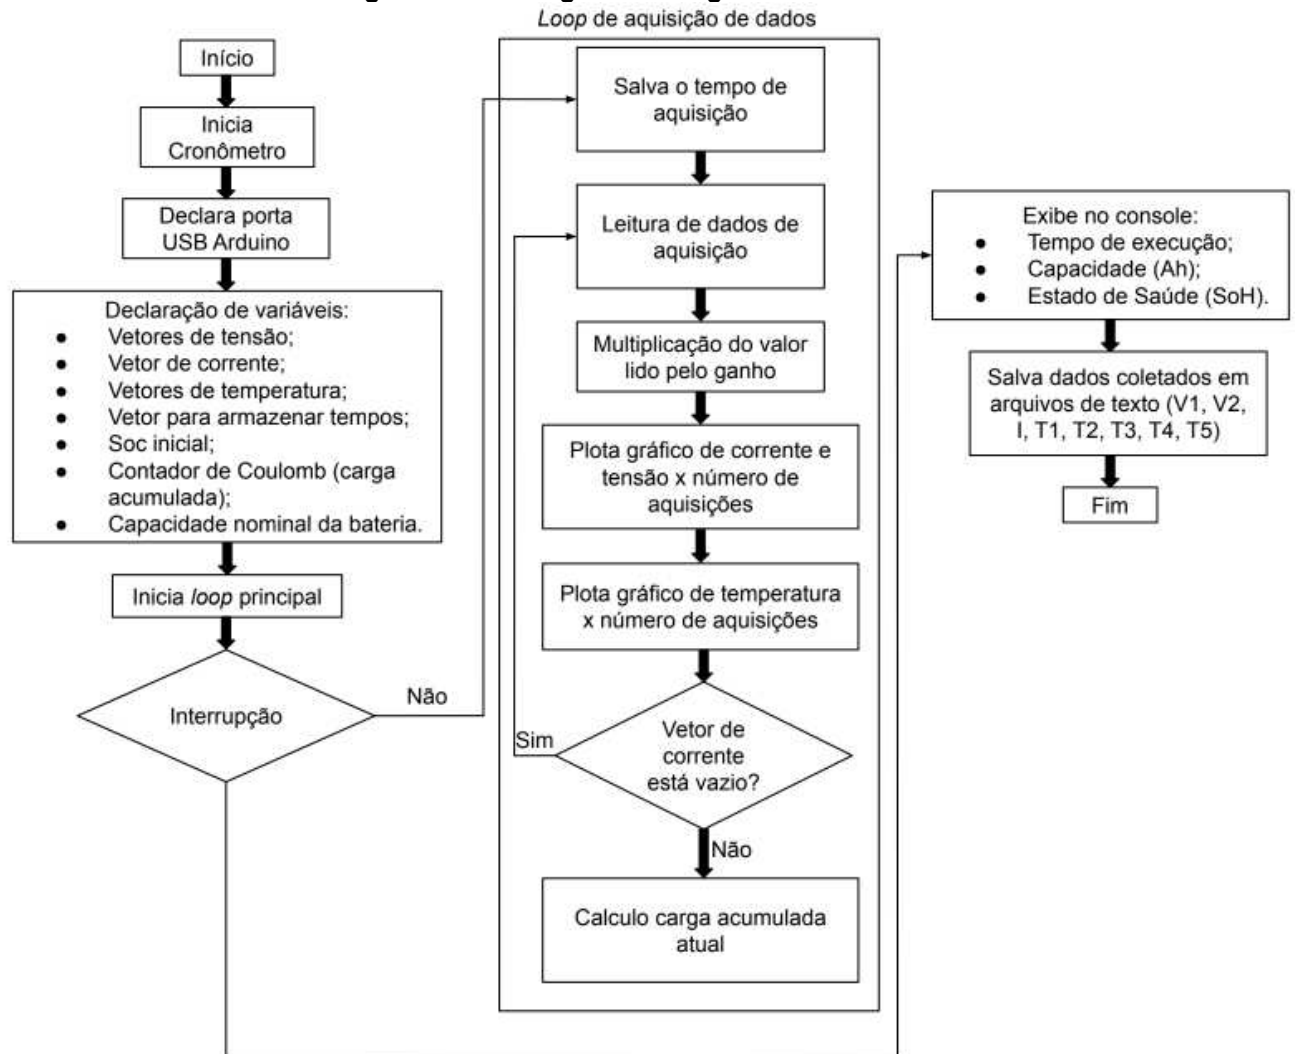 Loop de aquisição de dados
Início
Inicia
Cronômetro
Declara porta
USB Arduino
Declaração de variáveis:
● Vetores de tensão;
● Vetor de corrente;
● Vetores de temperatura;
● Vetor para armazenar tempos;
● Soc inicial;
● Contador de Coulomb (carga
acumulada);
● Capacidade nominal da bateria.
Inicia loop principal
Interrupção
Não
Salva o tempo de
aquisição
Leitura de dados de
aquisição
Multiplicação do valor
lido pelo ganho
Plota gráfico de corrente e
tensão x número de
aquisições
Plota gráfico de temperatura
x número de aquisições
Vetor de
corrente
está vazio?
Sim
Não
Calculo carga acumulada
atual
Exibe no console:
● Tempo de execução;
● Capacidade (Ah);
● Estado de Saúde (SoH).
Salva dados coletados em
arquivos de texto (V1, V2,
I, T1, T2, T3, T4, T5)
Fim